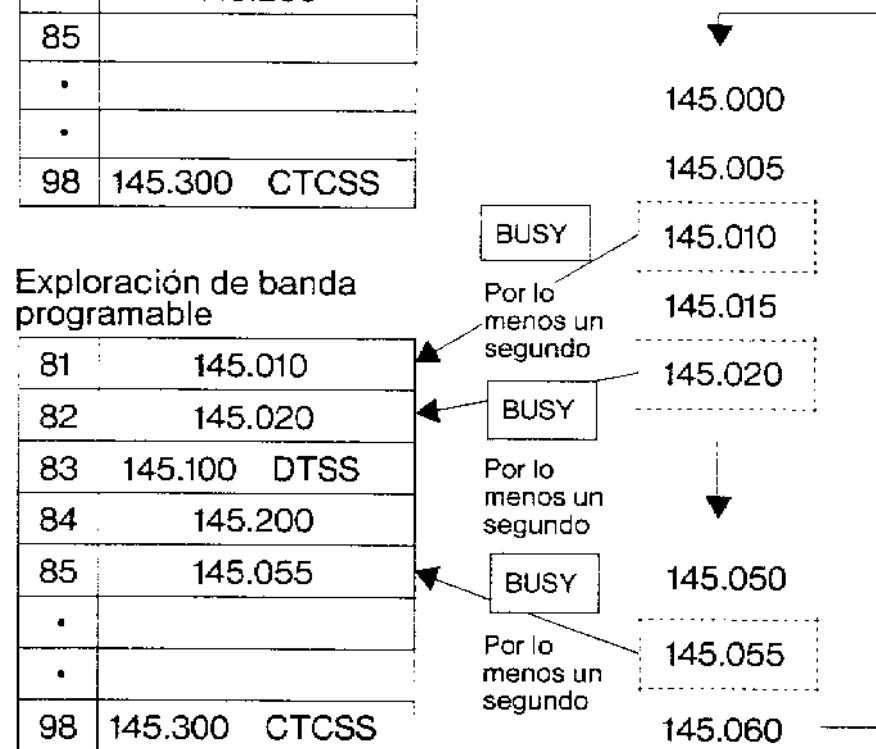 85
.
.
98 145.300 CTCSS
Exploración de banda
programable
81 145.010
82 145.020
83 145.100 DTSS
84 145.200
85 145.055
.
.
98 145.300 CTCSS
BUSY
Por lo
menos un
segundo
BUSY
Por lo
menos un
segundo
BUSY
Por lo
menos un
segundo
145.000
145.005
145.010
145.015
145.020
145.050
145.055
145.060